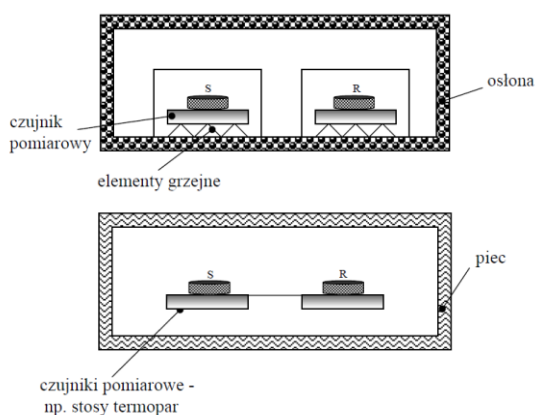 S
R
osłona
czujnik
pomiarowy
elementy grzejne
S
R
piec
czujniki pomiarowe -
np. stosy termopar